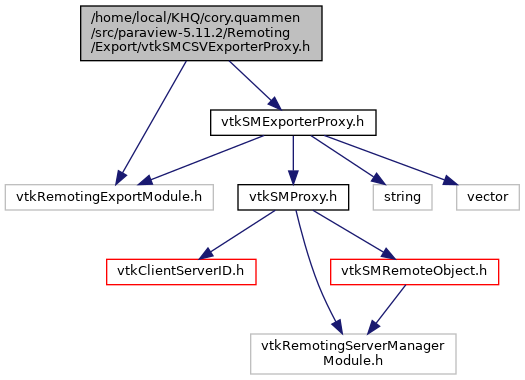 /home/local/KHQ/cory.quammen
/src/paraview-5.11.2/Remoting
/Export/vtkSMCSVExporterProxy.h
vtkSMExporterProxy.h
vtkRemotingExportModule.h
vtkSMProxy.h
string
vector
vtkClientServerID.h
vtkSMRemoteObject.h
vtkRemotingServerManager
Module.h